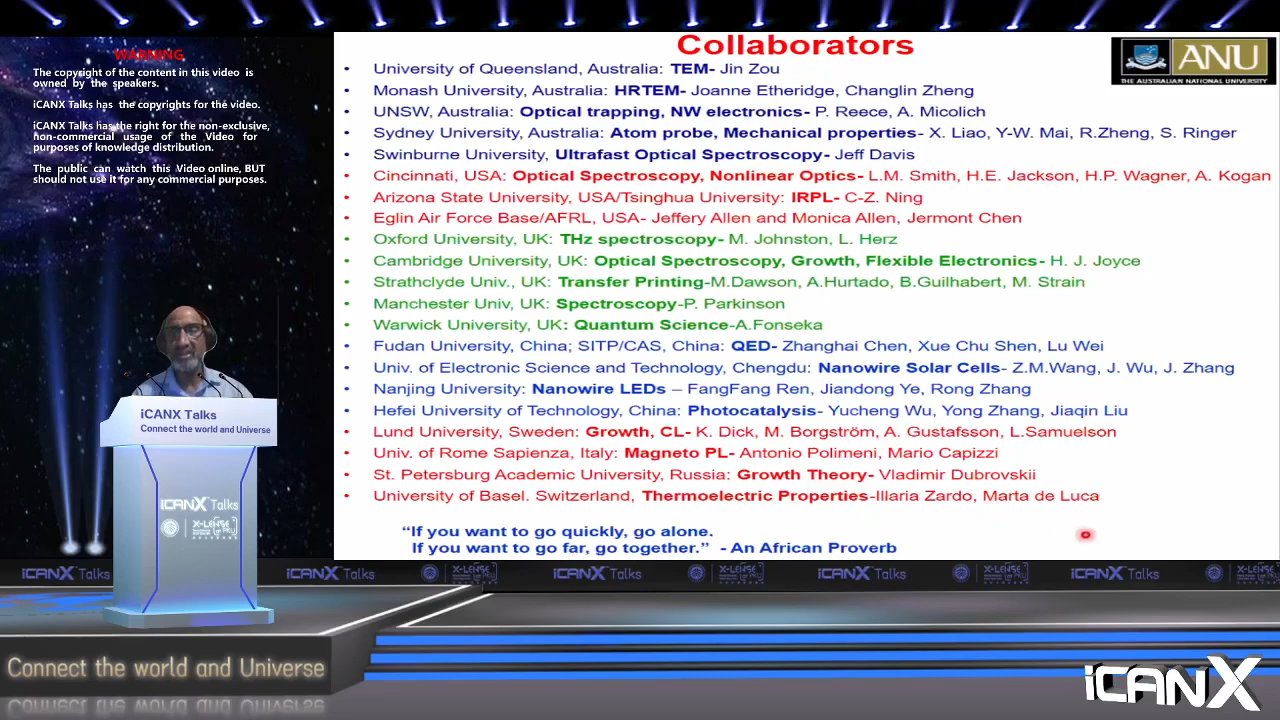 WARNING
The copyright of the content in this video is
owned by the speakers.
iCANX Talks has the copyrights for the video.
iCANX Talks has the right for the non-exclusive,
non-commercial usage of the Video for
purposes of knowledge distribution.
The public can watch this Video online, BUT
should not use it for any commercial purposes.
Collaborators
ANU
THE AUSTRALIAN NATIONAL UNIVERSITY
• University of Queensland, Australia: TEM- Jin Zou
• Monash University, Australia: HRTEM- Joanne Etheridge, Changlin Zheng
• UNSW, Australia: Optical trapping, NW electronics- P. Reece, A. Micolich
• Sydney University, Australia: Atom probe, Mechanical properties- X. Liao, Y-W. Mai, R.Zheng, S. Ringer
• Swinburne University, Ultrafast Optical Spectroscopy- Jeff Davis
• Cincinnati, USA: Optical Spectroscopy, Nonlinear Optics- L.M. Smith, H.E. Jackson, H.P. Wagner, A. Kogan
• Arizona State University, USA/Tsinghua University: IRPL- C-Z. Ning
• Eglin Air Force Base/AFRL, USA- Jeffery Allen and Monica Allen, Jermont Chen
• Oxford University, UK: THz spectroscopy- M. Johnston, L. Herz
• Cambridge University, UK: Optical Spectroscopy, Growth, Flexible Electronics- H. J. Joyce
• Strathclyde Univ., UK: Transfer Printing-M.Dawson, A.Hurtado, B.Guilhabert, M. Strain
• Manchester Univ, UK: Spectroscopy-P. Parkinson
• Warwick University, UK: Quantum Science-A.Fonseka
• Fudan University, China; SITP/CAS, China: QED- Zhanghai Chen, Xue Chu Shen, Lu Wei
• Univ. of Electronic Science and Technology, Chengdu: Nanowire Solar Cells- Z.M.Wang, J. Wu, J. Zhang
• Nanjing University: Nanowire LEDs – FangFang Ren, Jiandong Ye, Rong Zhang
• Hefei University of Technology, China: Photocatalysis- Yucheng Wu, Yong Zhang, Jiaqin Liu
• Lund University, Sweden: Growth, CL- K. Dick, M. Borgström, A. Gustafsson, L.Samuelson
• Univ. of Rome Sapienza, Italy: Magneto PL- Antonio Polimeni, Mario Capizzi
• St. Petersburg Academic University, Russia: Growth Theory- Vladimir Dubrovskii
• University of Basel. Switzerland, Thermoelectric Properties-Illaria Zardo, Marta de Luca
“If you want to go quickly, go alone.
If you want to go far, go together.” - An African Proverb
iCANX Talks
Connect the world and Universe
iCANX Talks
X-LENSE
iCANX Talks iCANX Talks X-LENSE iCANX Talks X-LENSE iCANX Talks X-LENSE iCANX Talks X-LENSE
Connect the world and Universe
iCANX